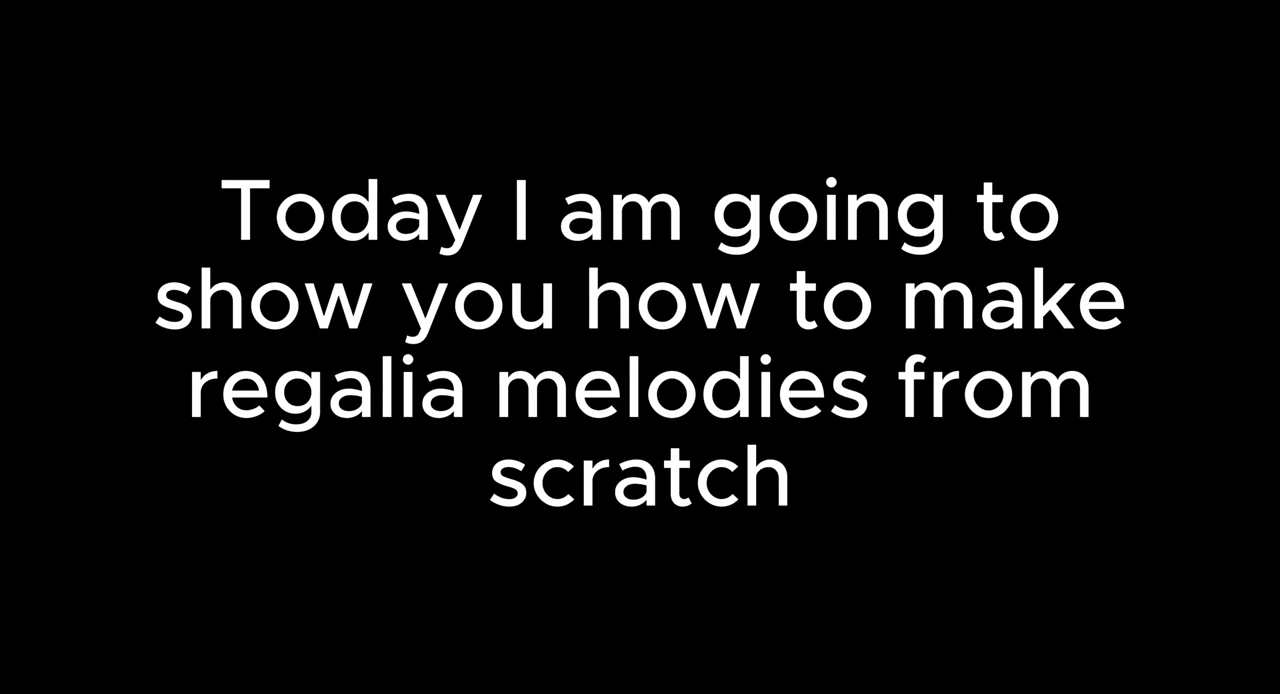 Today I am going to
show you how to make
regalia melodies from
scratch